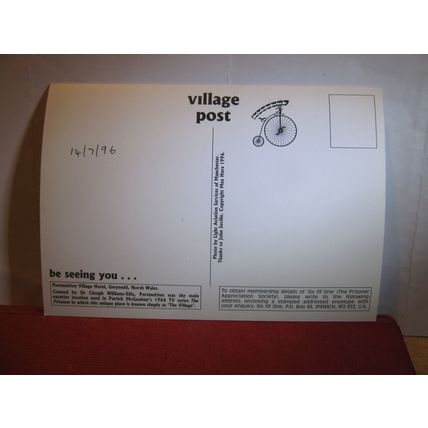 village
post
14/7/96
Photo by Light Aviation Services of Manchester.
Thanks to John Seville. Copyright Max Hora 1996.
be seeing you . . .
Portmeirion Village Hotel, Gwynedd, North Wales.
Created by Sir Clough Williams-Ellis, Portmeirion was the main
exterior location used in Patrick McGoohan's 1966 TV series The
Prisoner in which this unique place is known simply as 'The Village'.
To obtain membership details of 'Six Of One' (The Prisoner
Appreciation Society), please write to the following
address enclosing a stamped addressed envelope with
your enquiry. Six Of One, P.O. Box 66, IPSWICH, IP2 9TZ, U.K.